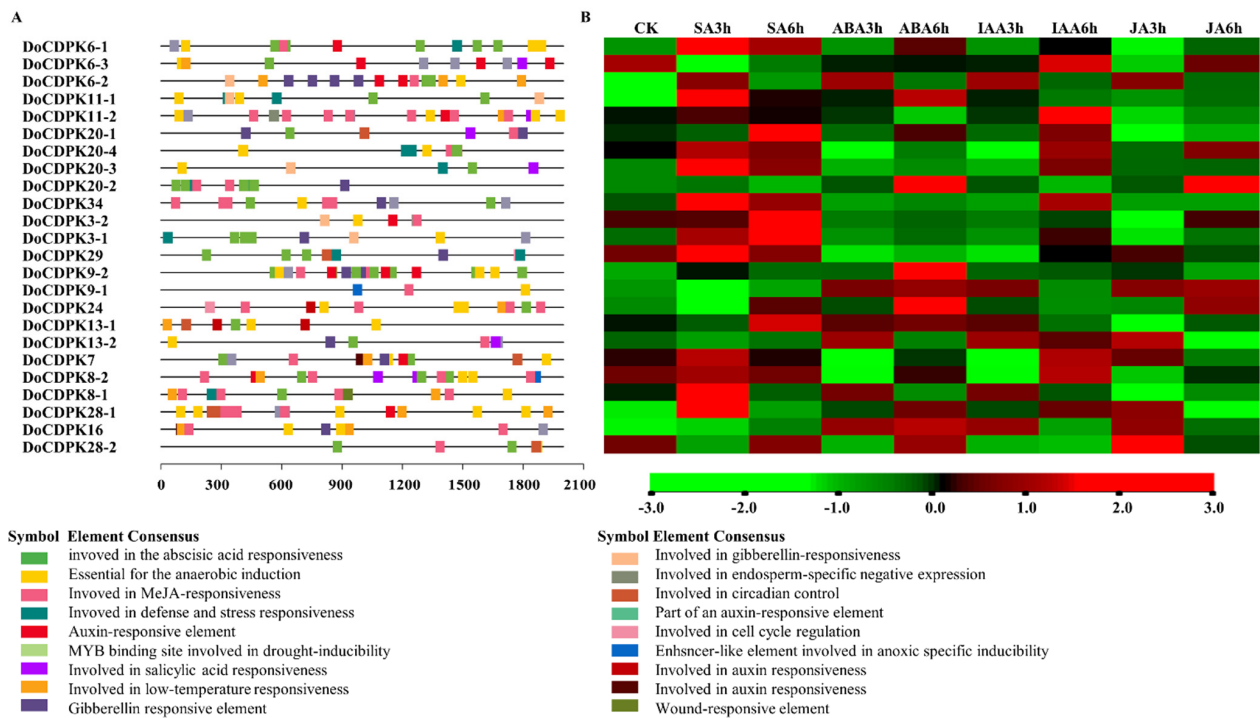 A
B
CK SA3h SA6h ABA3h ABA6h IAA3h IAA6h JA3h JA6h
DoCDPK6-1
DoCDPK6-3
DoCDPK6-2
DoCDPK11-1
DoCDPK11-2
DoCDPK20-1
DoCDPK20-4
DoCDPK20-3
DoCDPK20-2
DoCDPK34
DoCDPK3-2
DoCDPK3-1
DoCDPK29
DoCDPK9-2
DoCDPK9-1
DoCDPK24
DoCDPK13-1
DoCDPK13-2
DoCDPK7
DoCDPK8-2
DoCDPK8-1
DoCDPK28-1
DoCDPK16
DoCDPK28-2
0 300 600 900 1200 1500 1800 2100
-3.0 -2.0 -1.0 0.0 1.0 2.0 3.0
Symbol Element Consensus
invoved in the abscisic acid responsiveness
Essential for the anaerobic induction
Invoved in MeJA-responsiveness
Invoved in defense and stress responsiveness
Auxin-responsive element
MYB binding site involved in drought-inducibility
Involved in salicylic acid responsiveness
Involved in low-temperature responsiveness
Gibberellin responsive element
Symbol Element Consensus
Involved in gibberellin-responsiveness
Involved in endosperm-specific negative expression
Involved in circadian control
Part of an auxin-responsive element
Involved in cell cycle regulation
Enhsncer-like element involved in anoxic specific inducibility
Involved in auxin responsiveness
Involved in auxin responsiveness
Wound-responsive element